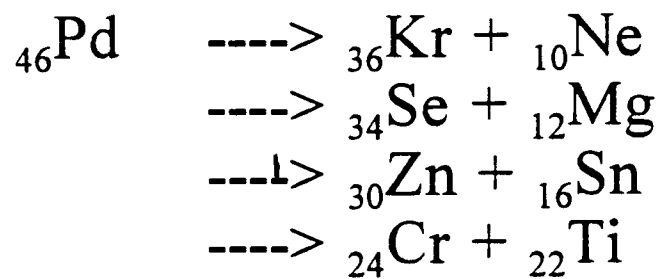 ₄₆Pd ----> ₃₆Kr + ₁₀Ne
----> ₃₄Se + ₁₂Mg
----> ₃₀Zn + ₁₆Sn
----> ₂₄Cr + ₂₂Ti